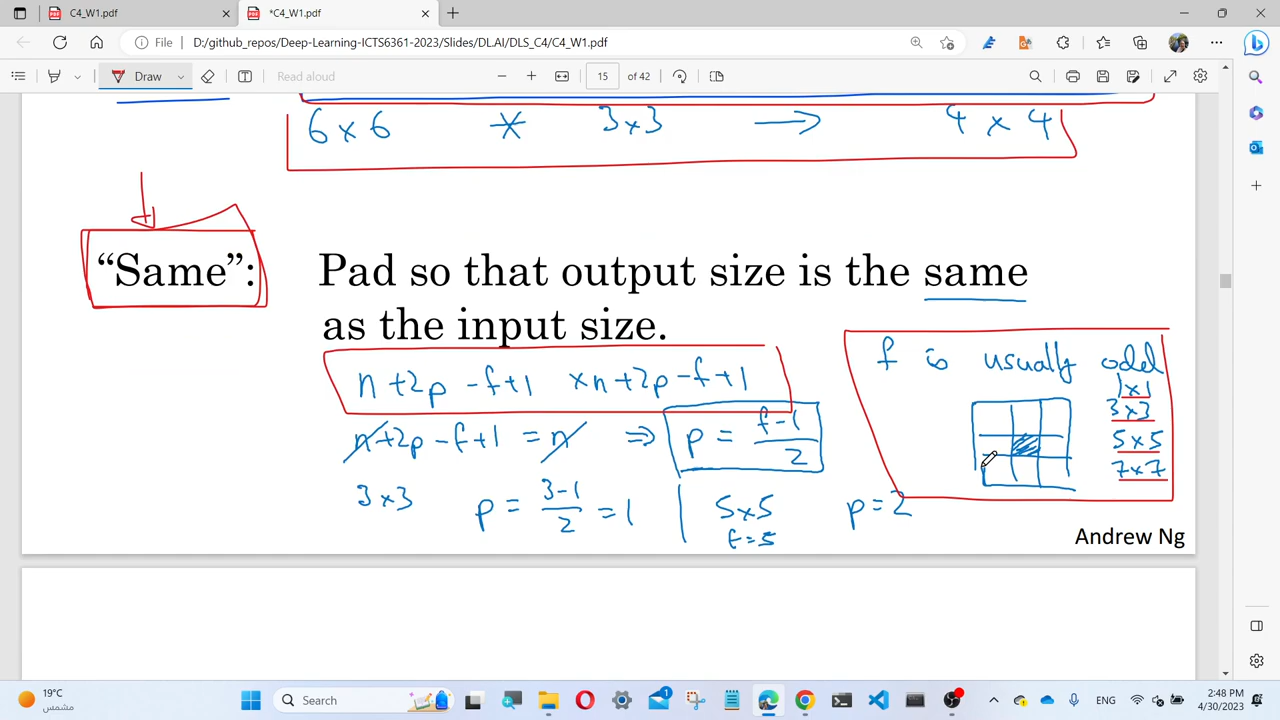 C4_W1.pdf
*C4_W1.pdf
File
D:/github_repos/Deep-Learning-ICTS6361-2023/Slides/DL.AI/DLS_C4/C4_W1.pdf
Draw
Read aloud
15
of 42
6 x 6 * 3x3 → 4 x 4
“Same”: Pad so that output size is the same
as the input size.
n+2p-f+1 x n+2p-f+1
n+2p-f+1 = n ⇒ p = f-1/2
3x3 p = 3-1/2 = 1 | 5x5 p=2
f=5
f is usually odd
1x1
3x3
5x5
7x7
Andrew Ng
19°C
مشمس
Search
1
ENG
2:48 PM
4/30/2023